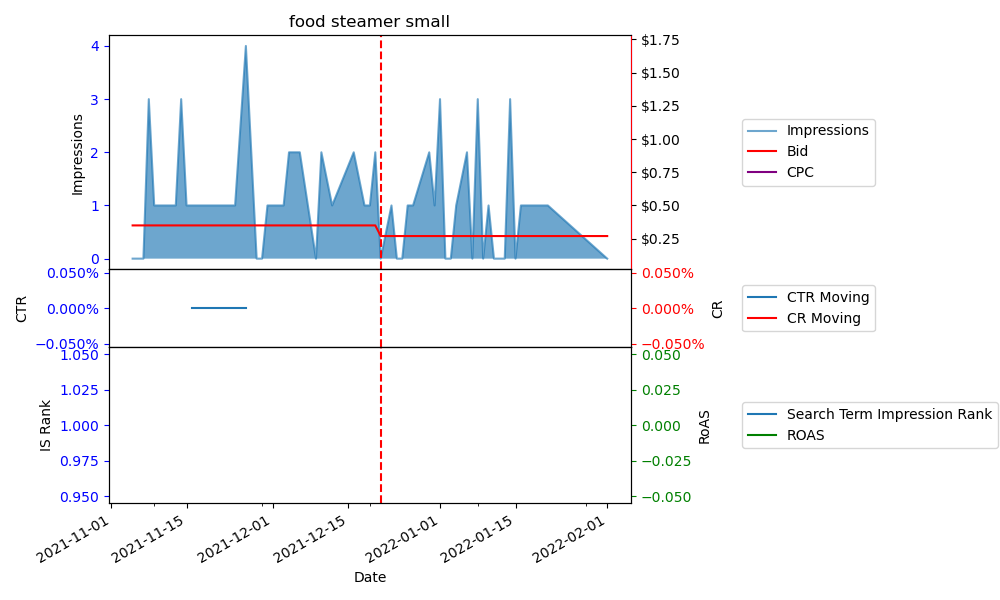 food steamer small
4
3
2
1
0
Impressions
$1.75
$1.50
$1.25
$1.00
$0.75
$0.50
$0.25
Impressions
Bid
CPC
0.050%
0.000%
−0.050%
CTR
0.050%
0.000%
−0.050%
CR
CTR Moving
CR Moving
1.050
1.025
1.000
0.975
0.950
IS Rank
0.050
0.025
0.000
−0.025
−0.050
RoAS
Search Term Impression Rank
ROAS
2021-11-01
2021-11-15
2021-12-01
2021-12-15
2022-01-01
2022-01-15
2022-02-01
Date